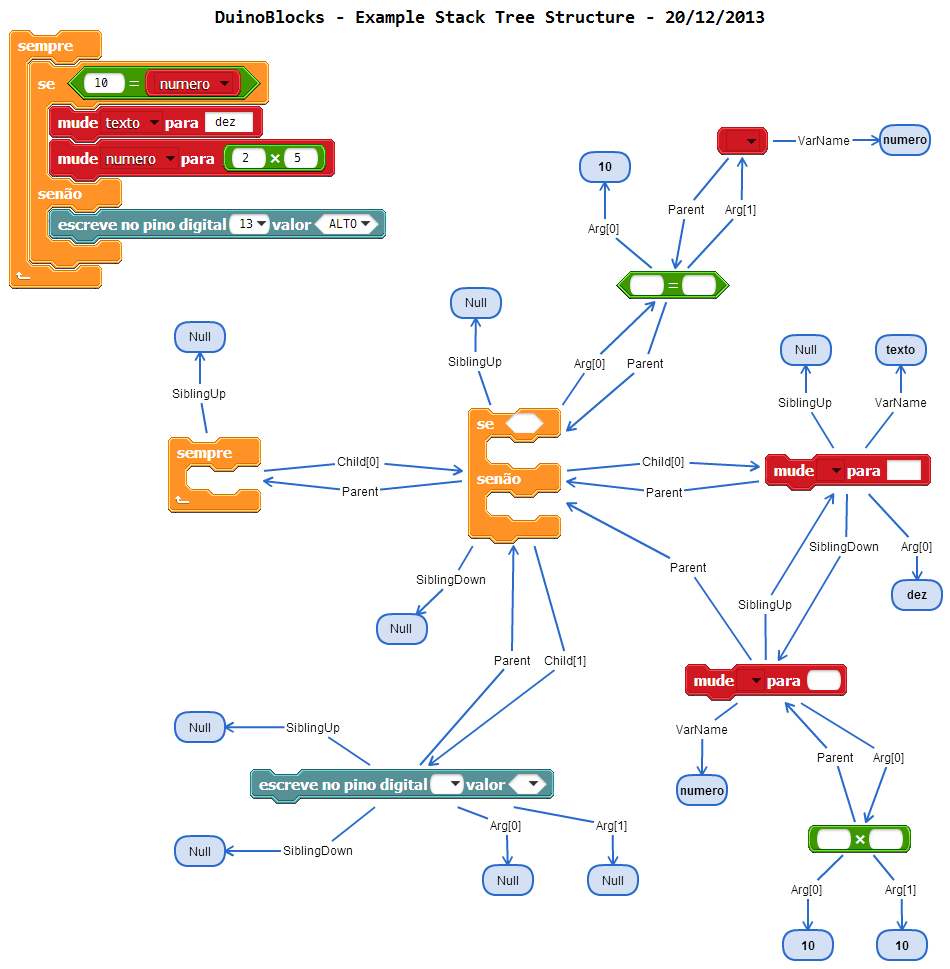 DuinoBlocks - Example Stack Tree Structure - 20/12/2013
sempre
se 10 = numero
mude texto para dez
mude numero para 2 × 5
senão
escreve no pino digital 13 valor ALTO
VarName numero
10
Parent Arg[1]
Arg[0]
=
Null
Null
SiblingUp
Arg[0] Parent
Null texto
SiblingUp
SiblingUp VarName
se
sempre
Child[0]
Parent
senão
Child[0]
Parent
mude para
SiblingDown Arg[0]
Parent
SiblingDown
dez
SiblingUp
Null
Parent Child[1]
mude para
SiblingUp
Null
VarName
Parent Arg[0]
escreve no pino digital valor
numero
Arg[0] Arg[1]
×
Null SiblingDown
Null Null
Arg[0] Arg[1]
10 10